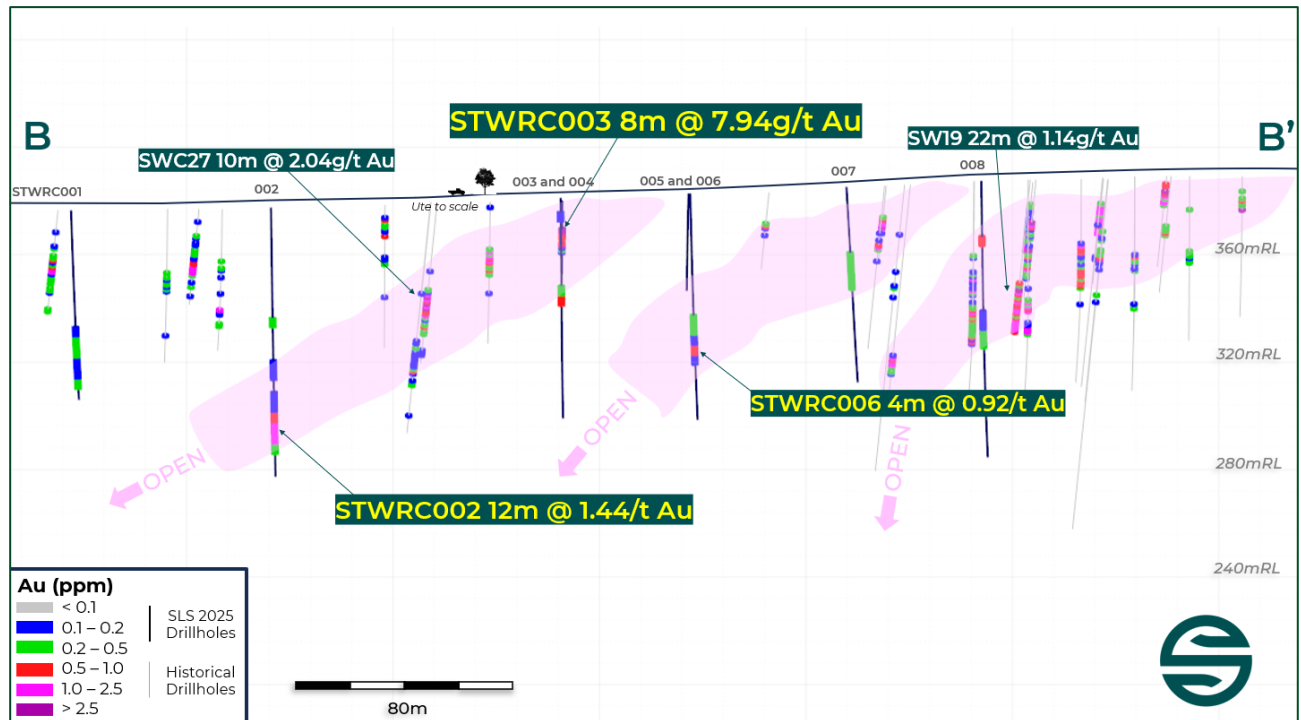 B
B'
STWRC003 8m @ 7.94g/t Au
SWC27 10m @ 2.04g/t Au
SW19 22m @ 1.14g/t Au
STWRC001
002
Ute to scale
003 and 004
005 and 006
007
008
360mRL
320mRL
280mRL
240mRL
STWRC006 4m @ 0.92/t Au
STWRC002 12m @ 1.44/t Au
OPEN
OPEN
OPEN
Au (ppm)
< 0.1
0.1 – 0.2
0.2 – 0.5
0.5 – 1.0
1.0 – 2.5
> 2.5
SLS 2025
Drillholes
Historical
Drillholes
80m